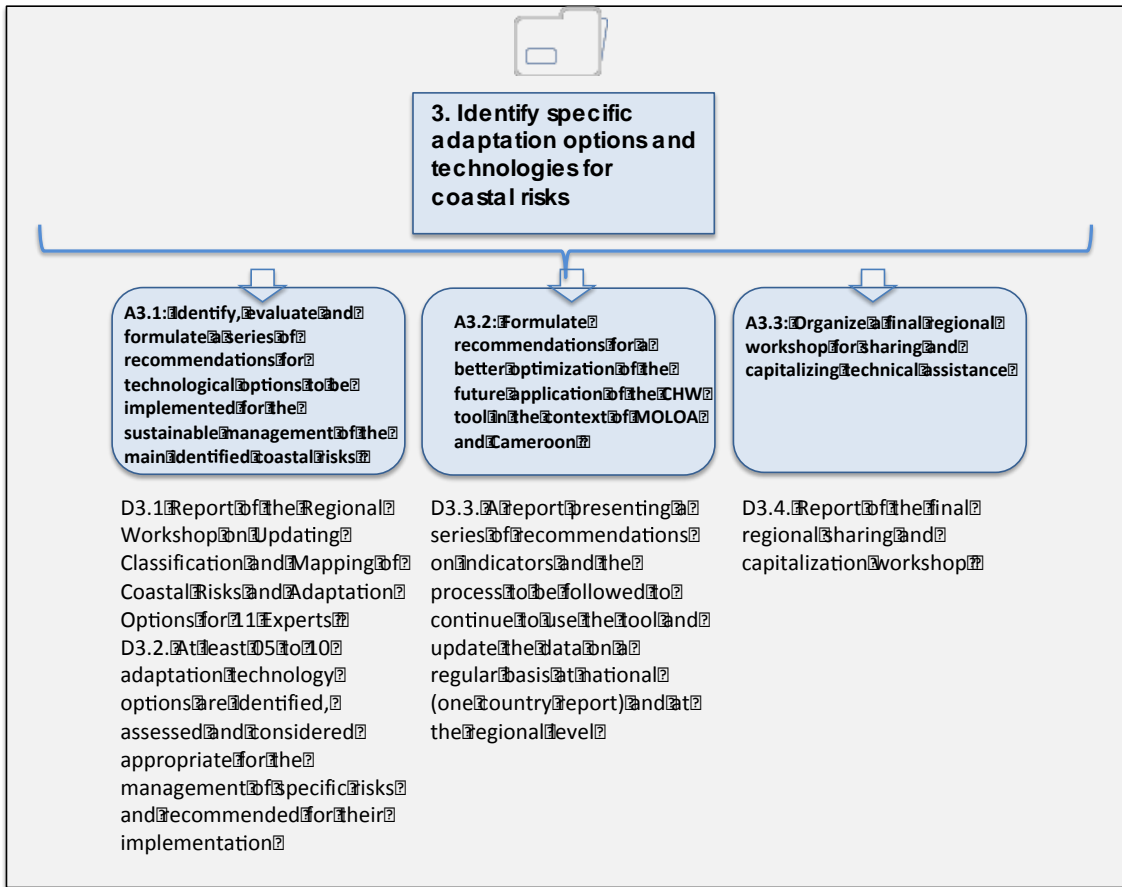 3. Identify specific
adaptation options and
technologies for
coastal risks
A3.1: Identify, evaluate and
formulate a series of
recommendations for
technological options to be
implemented for the
sustainable management of the
main identified coastal risks
A3.2: Formulate
recommendations for a
better optimization of the
future application of the CHW
tool in the context of MOLOA
and Cameroon
A3.3: Organize a final regional
workshop for sharing and
capitalizing technical assistance
D3.1 Report of the Regional
Workshop on Updating
Classification and Mapping of
Coastal Risks and Adaptation
Options for 11 Experts
D3.2. At least 05 to 10
adaptation technology
options are identified,
assessed and considered
appropriate for the
management of specific risks
and recommended for their
implementation
D3.3. A report presenting a
series of recommendations
on indicators and the
process to be followed to
continue to use the tool and
update the data on a
regular basis at national
(one country report) and at
the regional level
D3.4. Report of the final
regional sharing and
capitalization workshop